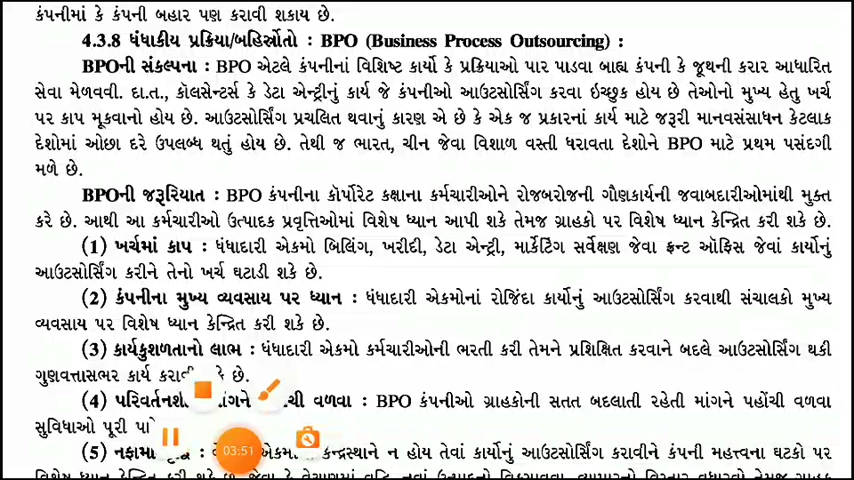 કંપનીમાં કે કંપની બહાર પણ કરાવી શકાય છે.
4.3.8 ધંધાકીય પ્રક્રિયા/બહિર્સ્રોતો : BPO (Business Process Outsourcing) :
BPOની સંકલ્પના : BPO એટલે કંપનીનાં વિશિષ્ટ કાર્યો કે પ્રક્રિયાઓ પાર પાડવા બાહ્ય કંપની કે જૂથની કરાર આધારિત
સેવા મેળવવી. દા.ત., કૉલસેન્ટર્સ કે ડેટા એન્ટ્રીનું કાર્ય જે કંપનીઓ આઉટસોર્સિંગ કરવા ઇચ્છુક હોય છે તેઓનો મુખ્ય હેતુ ખર્ચ
પર કાપ મૂકવાનો હોય છે. આઉટસોર્સિંગ પ્રચલિત થવાનું કારણ એ છે કે એક જ પ્રકારનાં કાર્ય માટે જરૂરી માનવસંસાધન કેટલાક
દેશોમાં ઓછા દરે ઉપલબ્ધ થતું હોય છે. તેથી જ ભારત, ચીન જેવા વિશાળ વસ્તી ધરાવતા દેશોને BPO માટે પ્રથમ પસંદગી
મળે છે.
BPOની જરૂરિયાત : BPO કંપનીના કૉર્પોરેટ કક્ષાના કર્મચારીઓને રોજબરોજની ગૌણકાર્યની જવાબદારીઓમાંથી મુક્ત
કરે છે. આથી આ કર્મચારીઓ ઉત્પાદક પ્રવૃત્તિઓમાં વિશેષ ધ્યાન આપી શકે તેમજ ગ્રાહકો પર વિશેષ ધ્યાન કેન્દ્રિત કરી શકે છે.
(1) ખર્ચમાં કાપ : ધંધાદારી એકમો બિલિંગ, ખરીદી, ડેટા એન્ટ્રી, માર્કેટિંગ સર્વેક્ષણ જેવા ફ્રન્ટ ઑફિસ જેવાં કાર્યોનું
આઉટસોર્સિંગ કરીને તેનો ખર્ચ ઘટાડી શકે છે.
(2) કંપનીના મુખ્ય વ્યવસાય પર ધ્યાન : ધંધાદારી એકમોનાં રોજિંદા કાર્યોનું આઉટસોર્સિંગ કરવાથી સંચાલકો મુખ્ય
વ્યવસાય પર વિશેષ ધ્યાન કેન્દ્રિત કરી શકે છે.
(3) કાર્યકુશળતાનો લાભ : ધંધાદારી એકમો કર્મચારીઓની ભરતી કરી તેમને પ્રશિક્ષિત કરવાને બદલે આઉટસોર્સિંગ થકી
ગુણવત્તાસભર કાર્ય કરાવી છે.
(4) વળવા : BPO કંપનીઓ ગ્રાહકોની સતત બદલાતી રહેતી માંગને પહોંચી વળવા
સુવિધાઓ પૂરી
(5) એકમો કેન્દ્રસ્થાને ન હોય તેવાં કાર્યોનું આઉટસોર્સિંગ કરાવીને કંપની મહત્ત્વના ઘટકો પર
વિશેષ ધ્યાન કેન્દ્રિત કરી શકે છે.
03:51